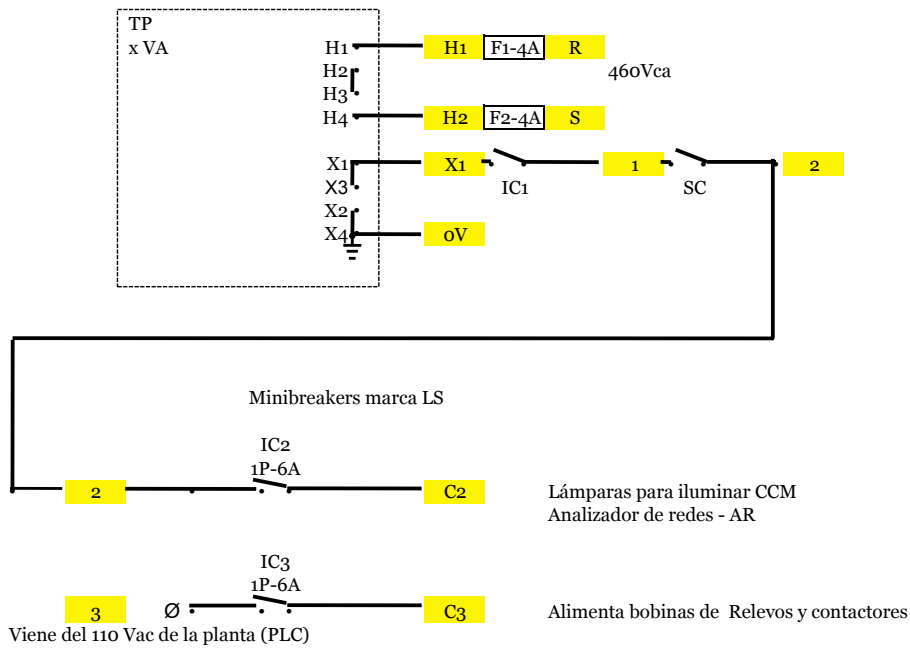 TP
x VA
H1 H1 F1-4A R
H2 460Vca
H3
H4 H2 F2-4A S
X1 X1 1 2
X3 IC1 SC
X2
X4 0V
Minibreakers marca LS
IC2
1P-6A
2 C2 Lámparas para iluminar CCM
Analizador de redes - AR
IC3
1P-6A
3 Ø C3 Alimenta bobinas de Relevos y contactores
Viene del 110 Vac de la planta (PLC)